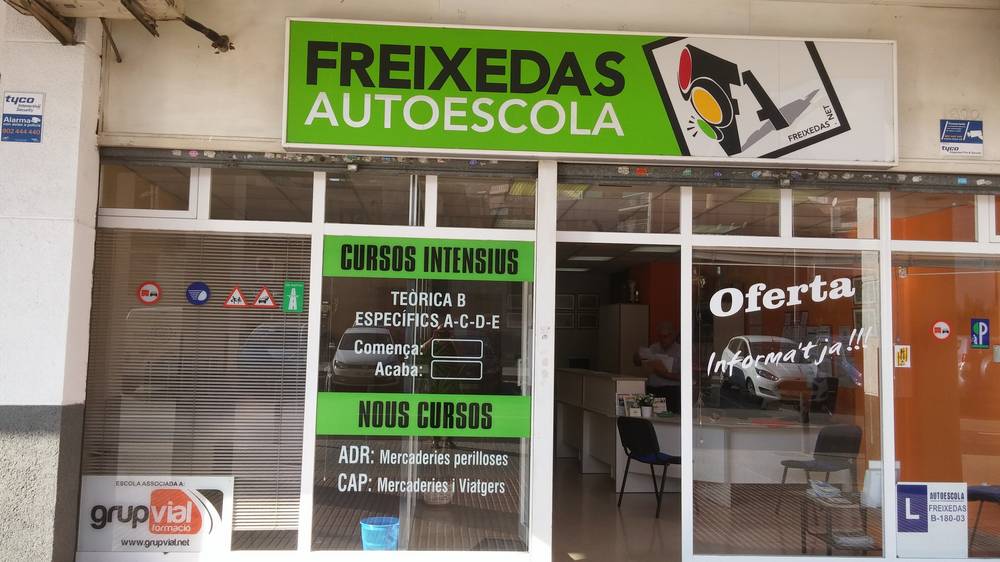 FREIXEDAS
AUTOESCOLA
FREIXEDAS.NET
tyco
Alarma
902 444 440
tyco
CURSOS INTENSIUS
TEÒRICA B
ESPECÍFICS A-C-D-E
Comença:
Acaba:
NOUS CURSOS
ADR: Mercaderies perilloses
CAP: Mercaderies i Viatgers
Oferta
Informa't ja!!!
ESCOLA ASSOCIADA A:
grupvial
formació
www.grupvial.net
L
AUTOESCOLA
FREIXEDAS
B-180-03
P